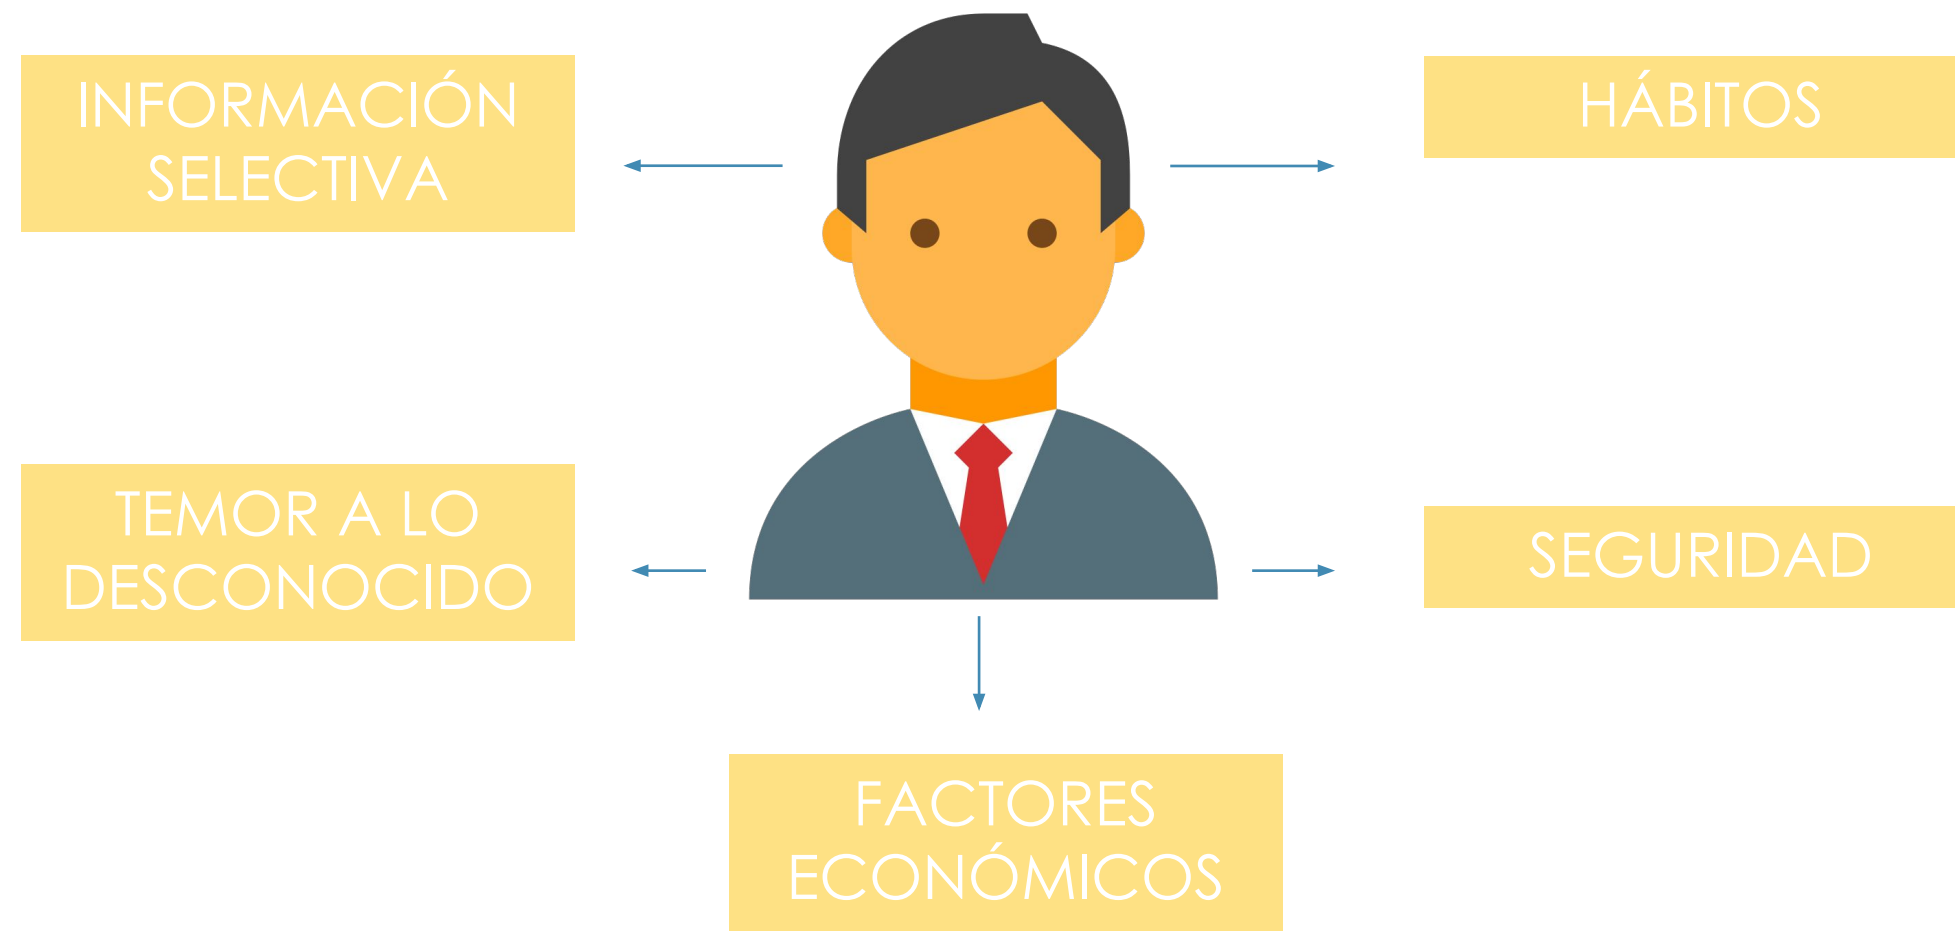 INFORMACIÓN
SELECTIVA
HÁBITOS
TEMOR A LO
DESCONOCIDO
SEGURIDAD
FACTORES
ECONÓMICOS